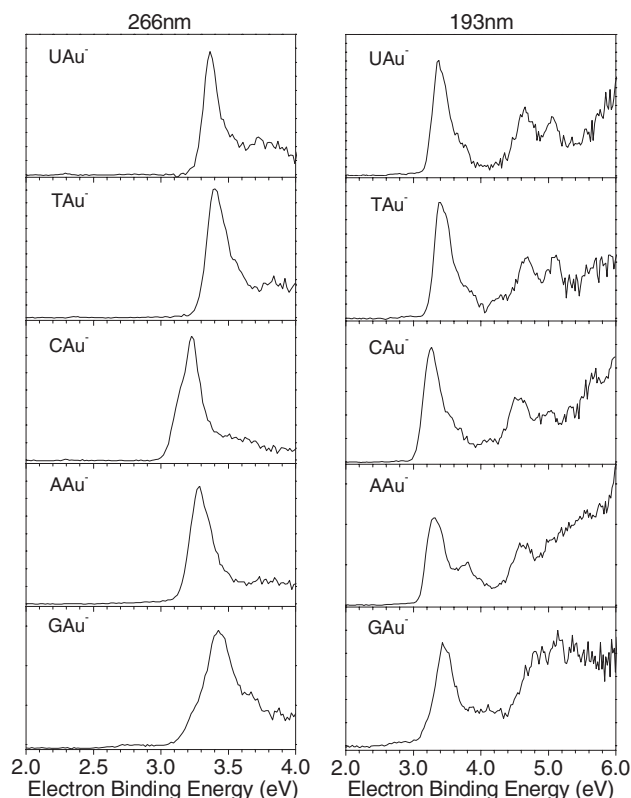 266nm
193nm
UAu⁻
UAu⁻
TAu⁻
TAu⁻
CAu⁻
CAu⁻
AAu⁻
AAu⁻
GAu⁻
GAu⁻
2.0 2.5 3.0 3.5 4.0
2.0 3.0 4.0 5.0 6.0
Electron Binding Energy (eV)
Electron Binding Energy (eV)